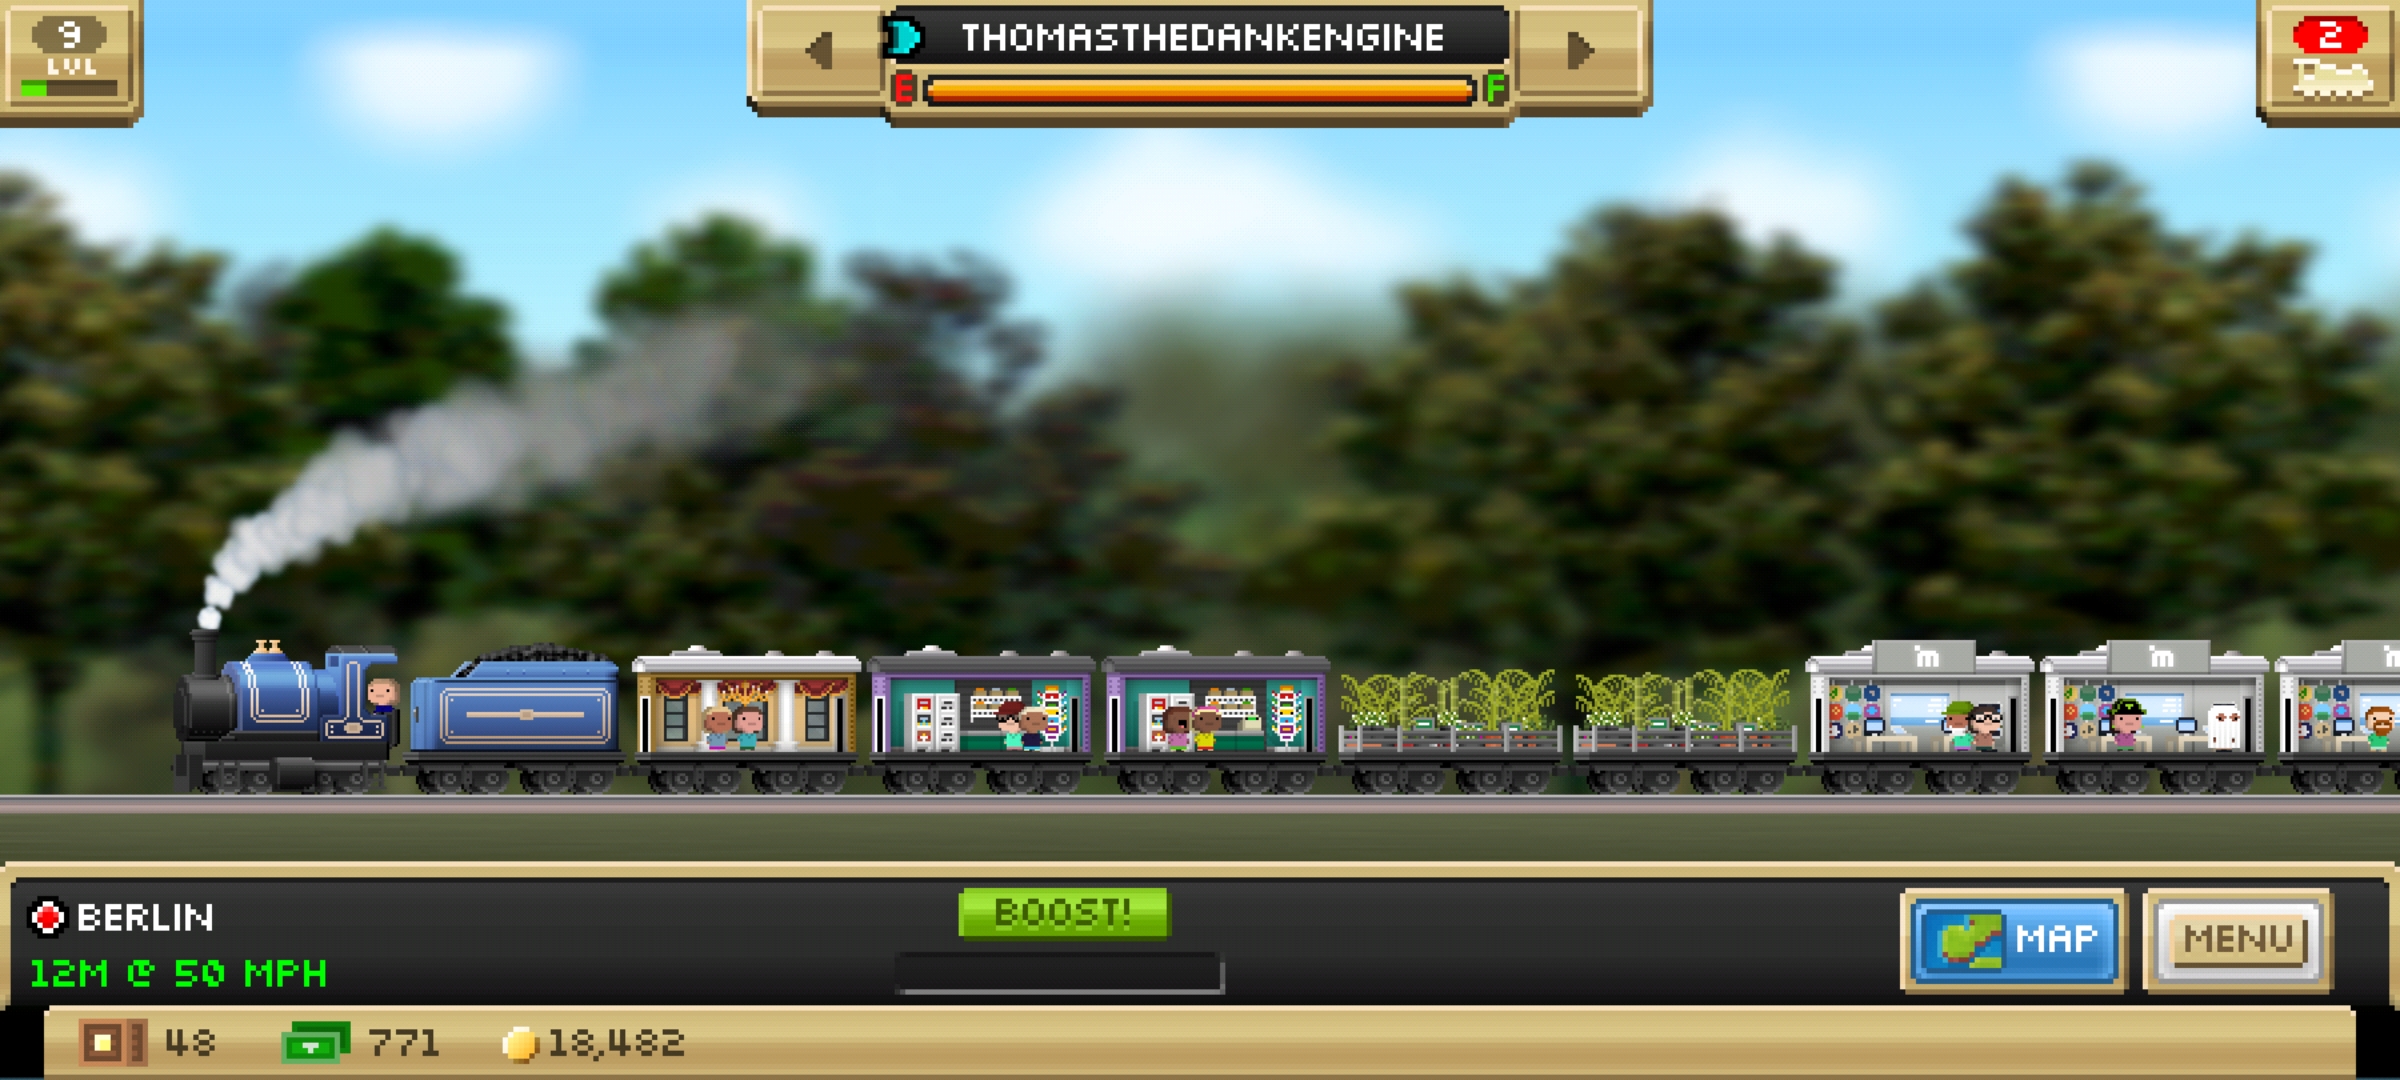 9
LVL
THOMASTHEDANKENGINE
E F
2
m m m
BERLIN
BOOST!
MAP
MENU
12M @ 50 MPH
48 771 18,482